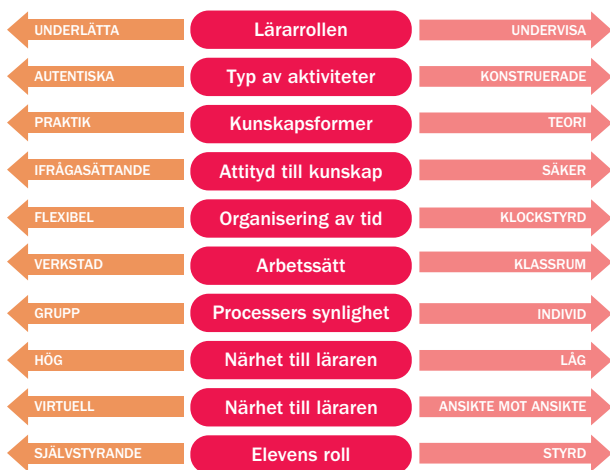 UNDERLÄTTA Lärarrollen UNDERVISA
AUTENTISKA Typ av aktiviteter KONSTRUERADE
PRAKTIK Kunskapsformer TEORI
IFRÅGASÄTTANDE Attityd till kunskap SÄKER
FLEXIBEL Organisering av tid KLOCKSTYRD
VERKSTAD Arbetssätt KLASSRUM
GRUPP Processers synlighet INDIVID
HÖG Närhet till läraren LÅG
VIRTUELL Närhet till läraren ANSIKTE MOT ANSIKTE
SJÄLVSTYRANDE Elevens roll STYRD